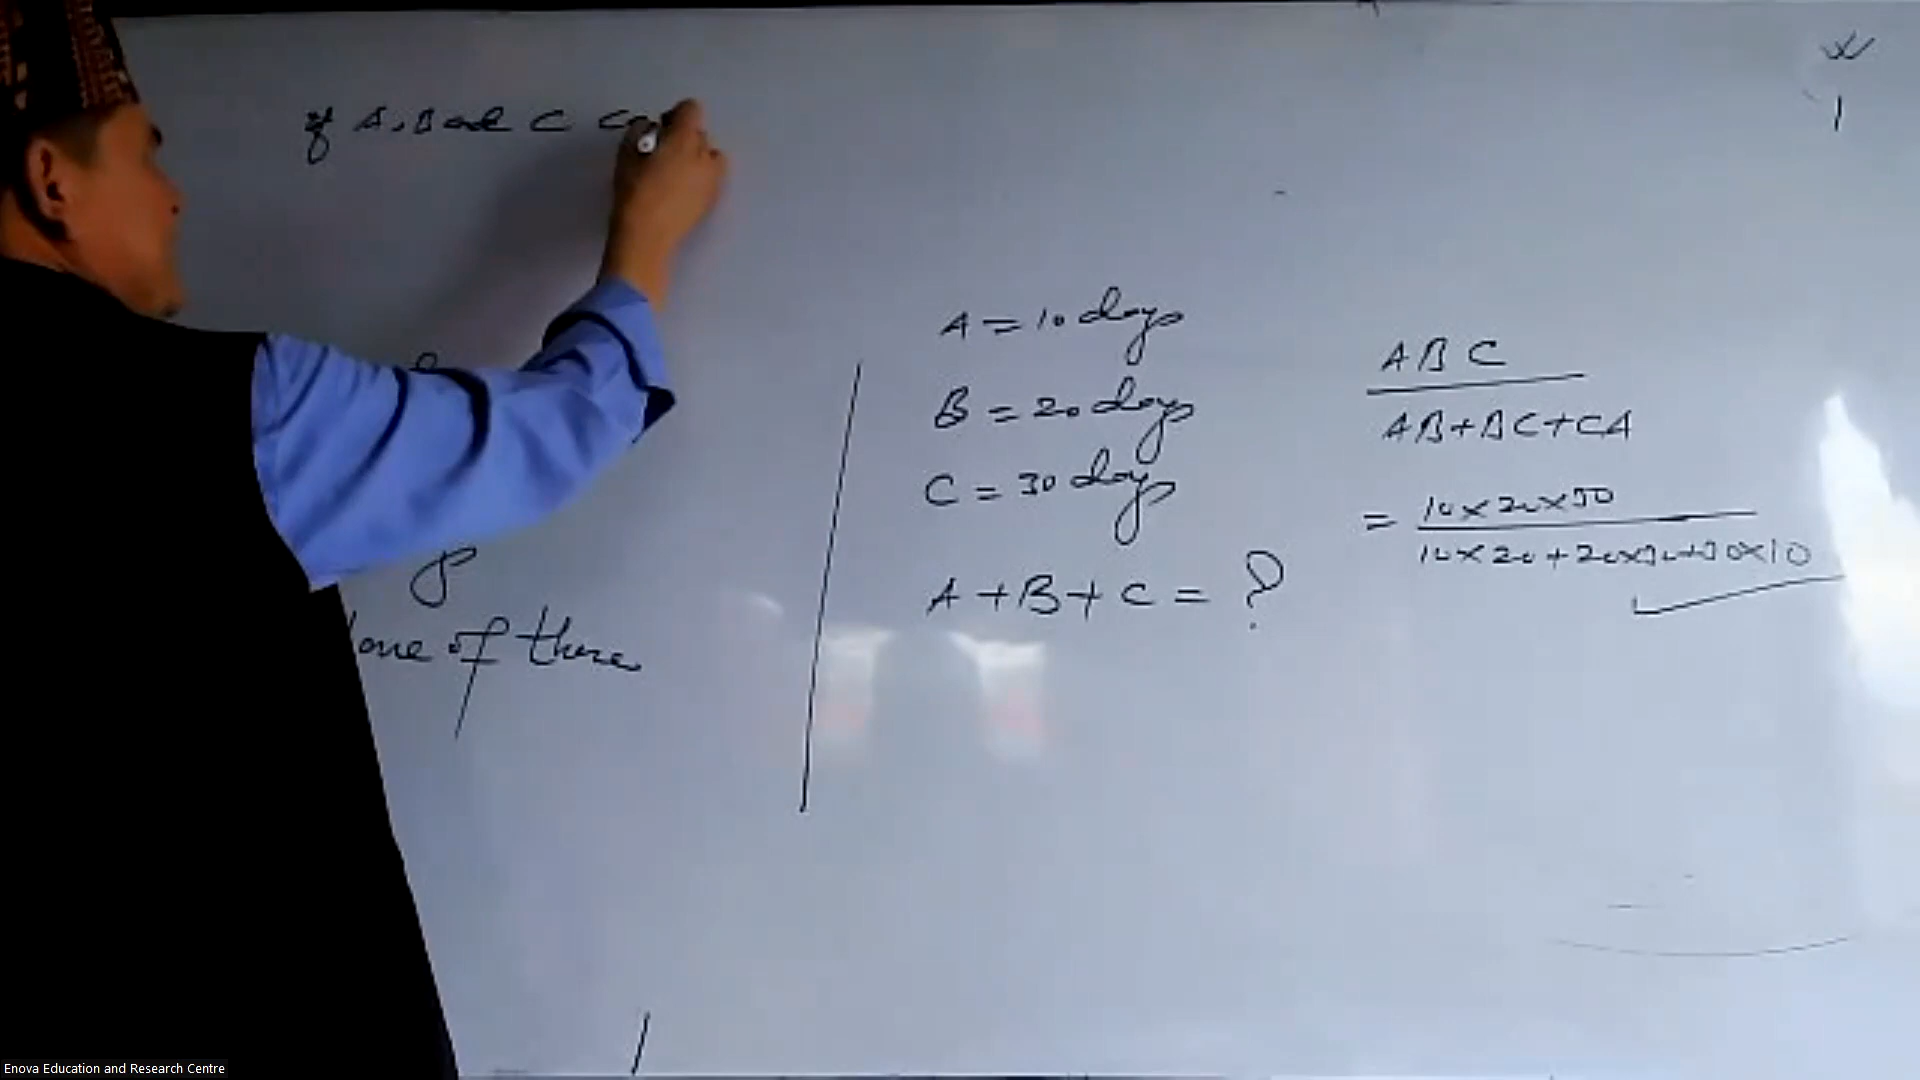 If A, B and C
A = 10 days
B = 20 days
C = 30 days
A + B + C = ?
ABC
AB+BC+CA
= 10×20×30
10×20+20×30+30×10
of these
Enova Education and Research Centre